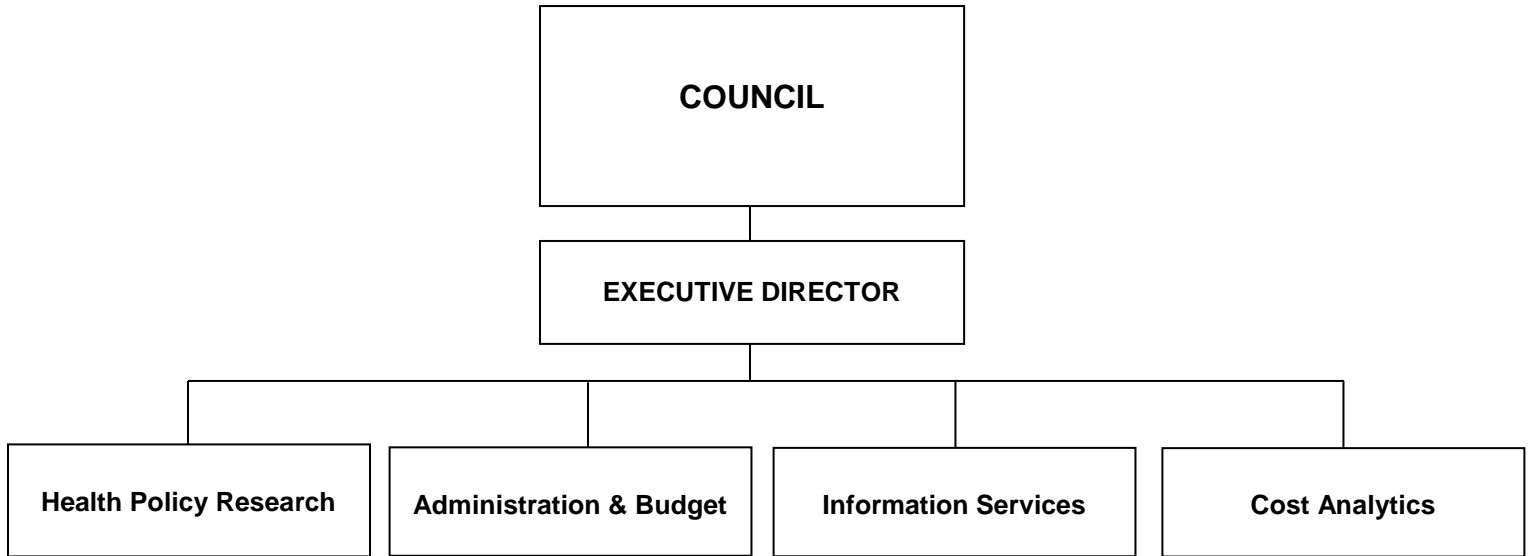 COUNCIL
EXECUTIVE DIRECTOR
Health Policy Research
Administration & Budget
Information Services
Cost Analytics